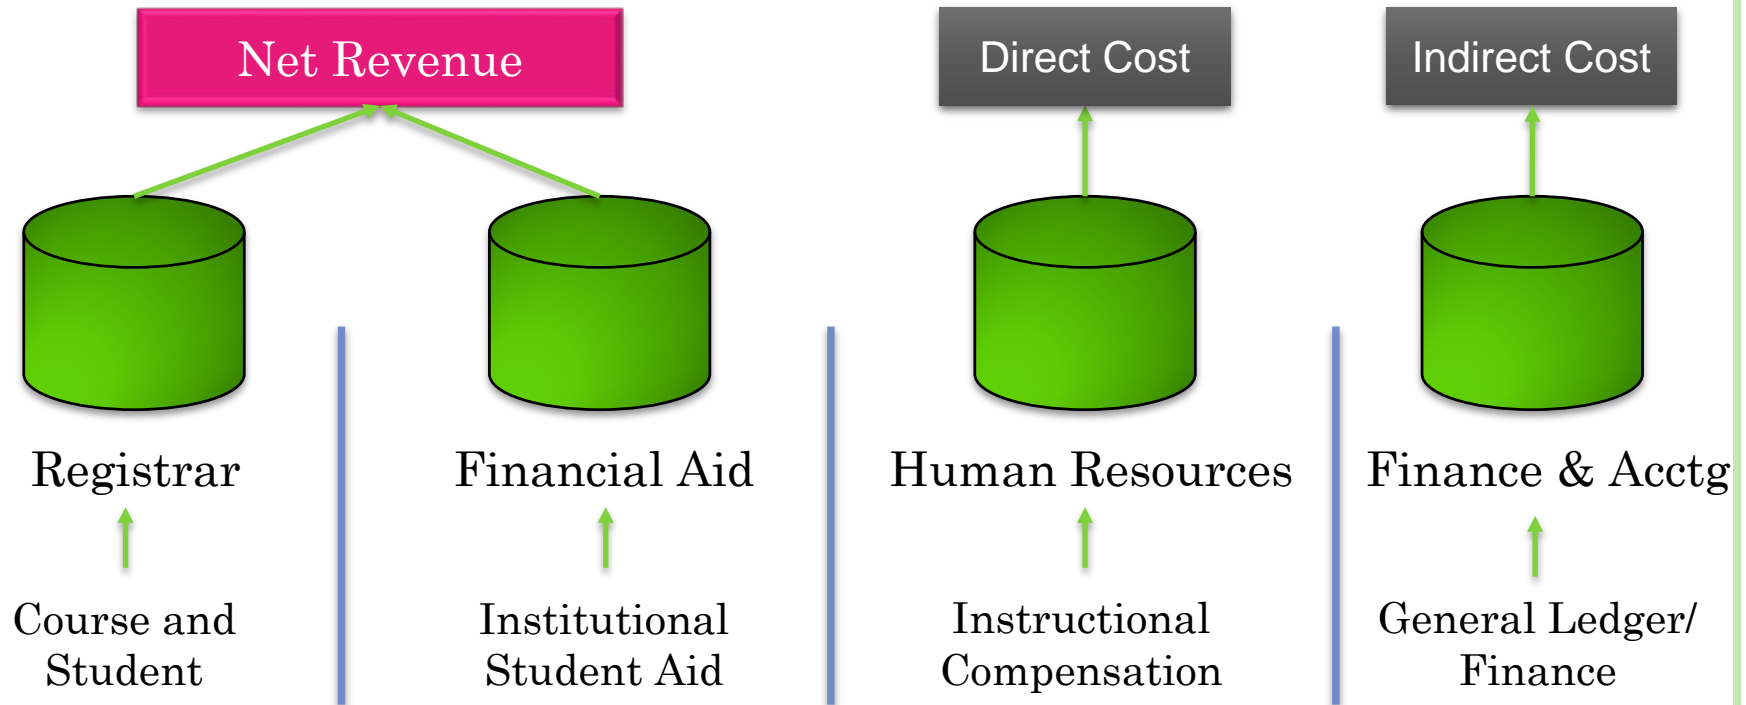 Net Revenue
Direct Cost
Indirect Cost
Registrar
Financial Aid
Human Resources
Finance & Acctg
Course and
Student
Institutional
Student Aid
Instructional
Compensation
General Ledger/
Finance